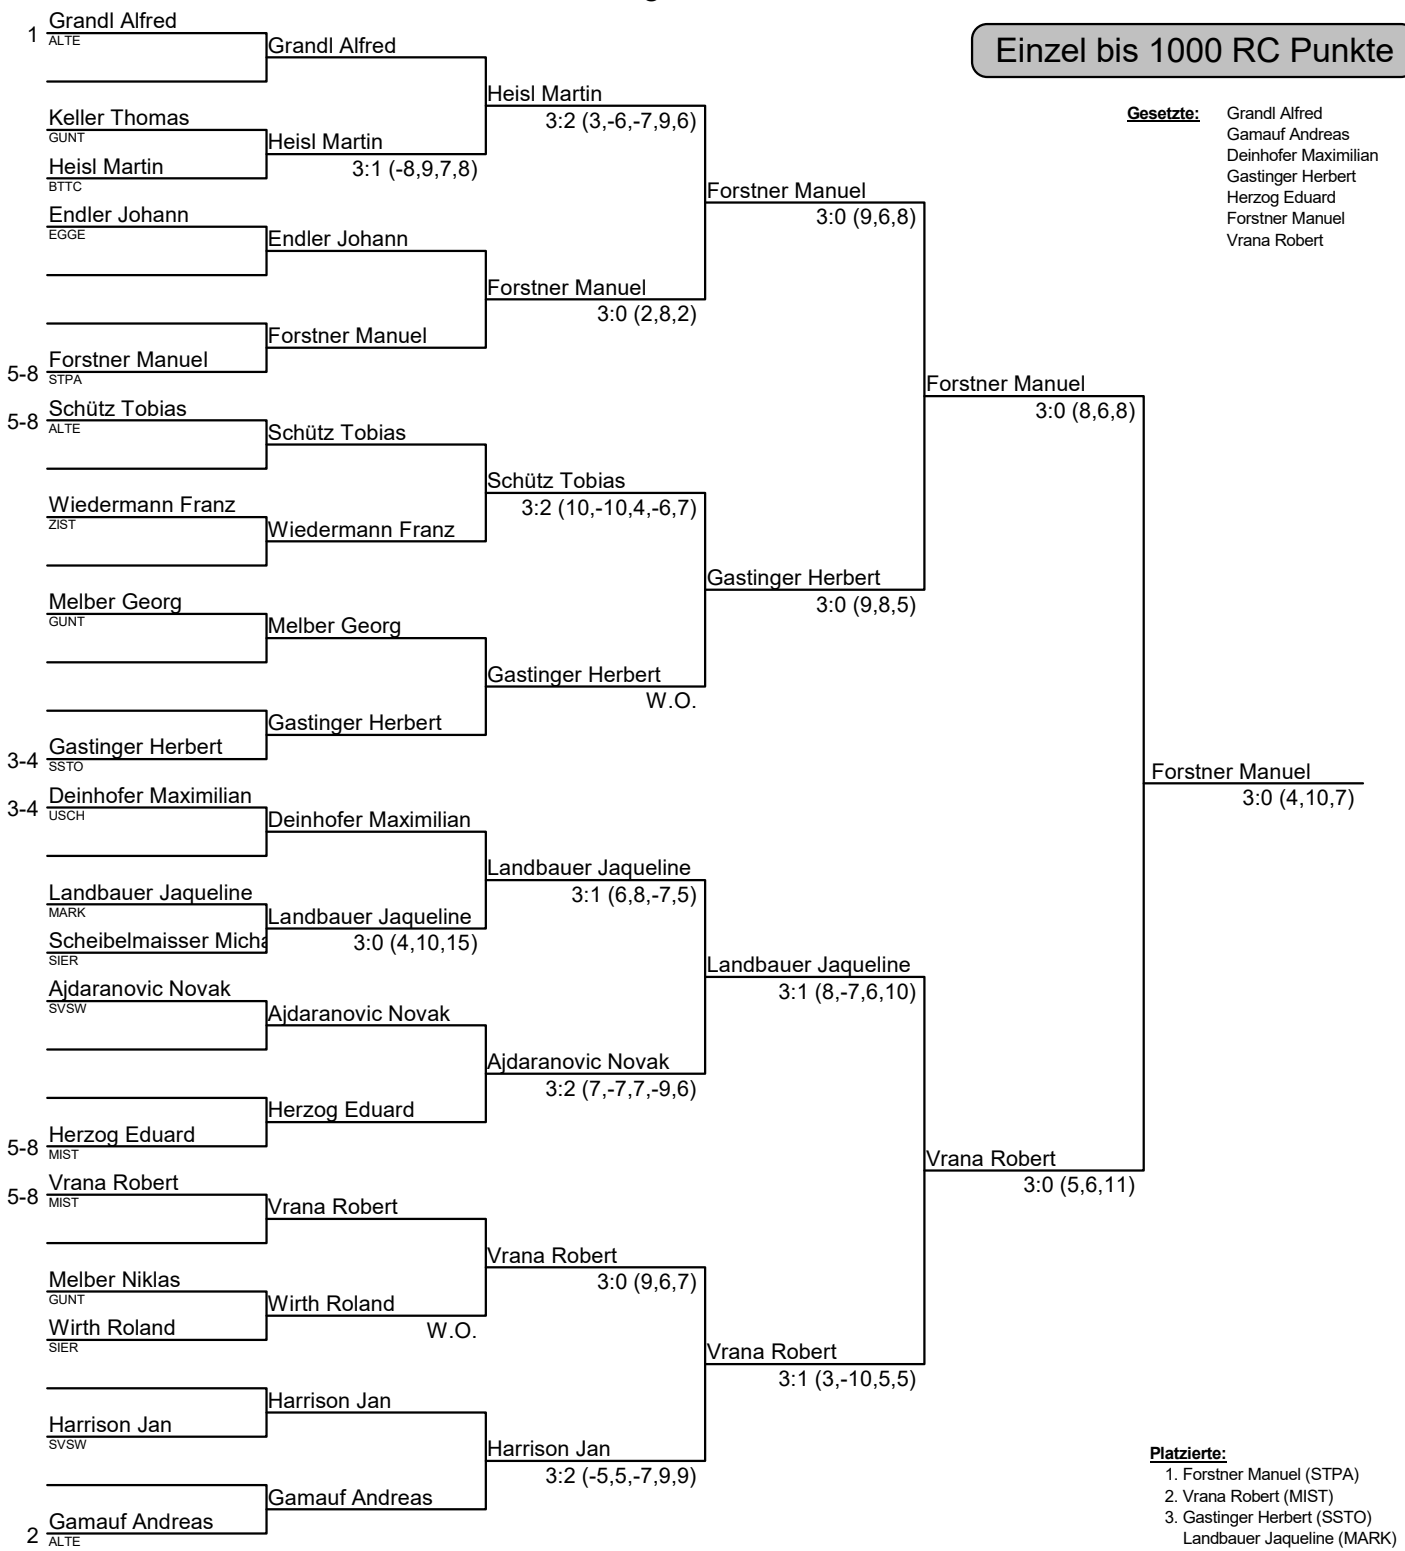 Einzel bis 1000 RC Punkte
Gesetzte: Grandl Alfred
Gamauf Andreas
Deinhofer Maximilian
Gastinger Herbert
Herzog Eduard
Forstner Manuel
Vrana Robert
1 Grandl Alfred
ALTE
Keller Thomas
GUNT
Heisl Martin
BTTC
Endler Johann
EGGE
5-8 Forstner Manuel
STPA
5-8 Schütz Tobias
ALTE
Wiedermann Franz
ZIST
Melber Georg
GUNT
3-4 Gastinger Herbert
SSTO
3-4 Deinhofer Maximilian
USCH
Landbauer Jaqueline
MARK
Scheibelmaisser Micha
SIER
Ajdaranovic Novak
SVSW
5-8 Herzog Eduard
MIST
5-8 Vrana Robert
MIST
Melber Niklas
GUNT
Wirth Roland
SIER
Harrison Jan
SVSW
2 Gamauf Andreas
ALTE
Grandl Alfred
Heisl Martin
3:1 (-8,9,7,8)
Endler Johann
Forstner Manuel
Schütz Tobias
Wiedermann Franz
Melber Georg
Gastinger Herbert
Deinhofer Maximilian
Landbauer Jaqueline
3:0 (4,10,15)
Ajdaranovic Novak
Herzog Eduard
Vrana Robert
Wirth Roland
W.O.
Harrison Jan
Gamauf Andreas
Heisl Martin
3:2 (3,-6,-7,9,6)
Forstner Manuel
3:0 (2,8,2)
Schütz Tobias
3:2 (10,-10,4,-6,7)
Gastinger Herbert
W.O.
Landbauer Jaqueline
3:1 (6,8,-7,5)
Ajdaranovic Novak
3:2 (7,-7,7,-9,6)
Vrana Robert
3:0 (9,6,7)
Harrison Jan
3:2 (-5,5,-7,9,9)
Forstner Manuel
3:0 (9,6,8)
Gastinger Herbert
3:0 (9,8,5)
Landbauer Jaqueline
3:1 (8,-7,6,10)
Vrana Robert
3:1 (3,-10,5,5)
Forstner Manuel
3:0 (8,6,8)
Vrana Robert
3:0 (5,6,11)
Forstner Manuel
3:0 (4,10,7)
Platzierte:
1. Forstner Manuel (STPA)
2. Vrana Robert (MIST)
3. Gastinger Herbert (SSTO)
Landbauer Jaqueline (MARK)